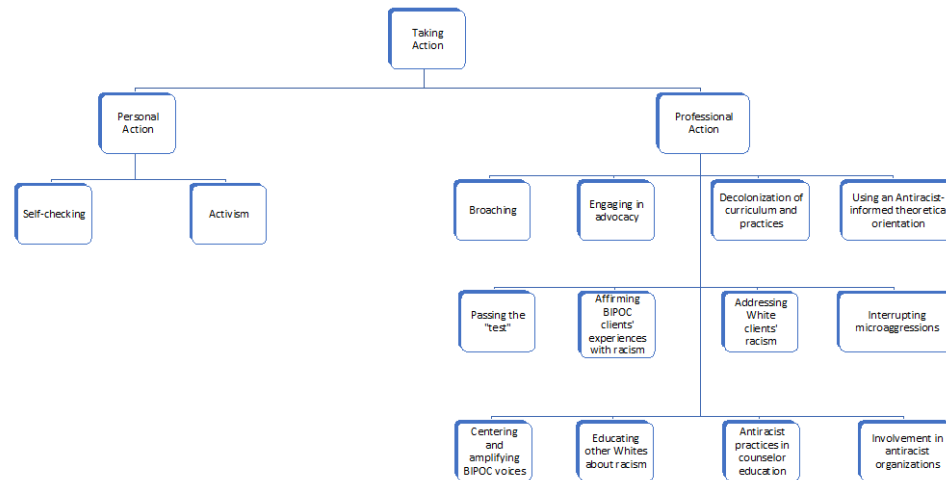 Taking
Action
Personal
Action
Professional
Action
Self-checking
Activism
Broaching
Engaging in
advocacy
Decolonization of
curriculum and
practices
Using an Antiracist-
informed theoretical
orientation
Passing the
"test"
Affirming
BIPOC
clients'
experiences
with racism
Addressing
White
clients'
racism
Interrupting
microaggressions
Centering
and
amplifying
BIPOC voices
Educating
other Whites
about racism
Antiracist
practices in
counselor
education
Involvement in
antiracist
organizations